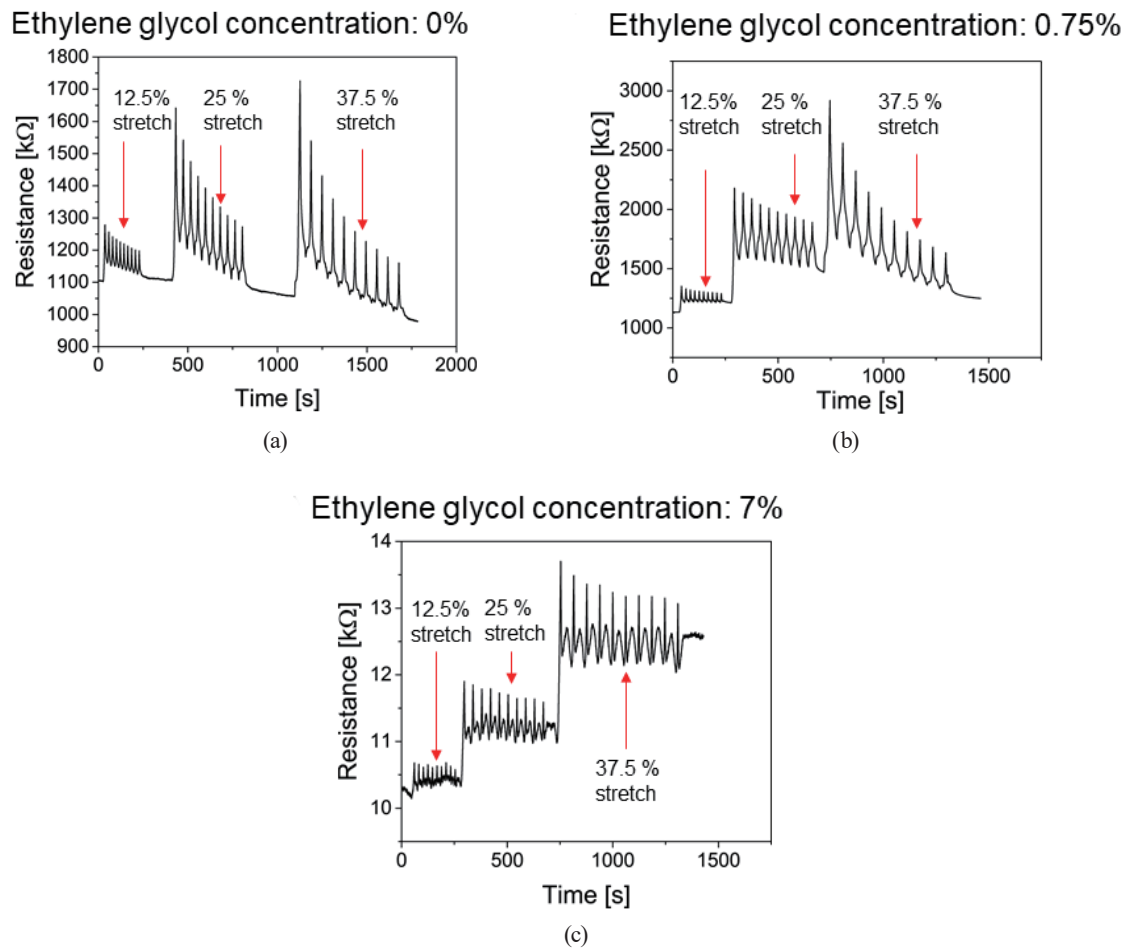 Ethylene glycol concentration: 0%
1800
1700
1600
1500
1400
1300
1200
1100
1000
900
Resistance [kΩ]
12.5%
stretch
25 %
stretch
37.5 %
stretch
0
500
1000
1500
2000
Time [s]
(a)
Ethylene glycol concentration: 0.75%
3000
2500
2000
1500
1000
Resistance [kΩ]
12.5%
stretch
25 %
stretch
37.5 %
stretch
0
500
1000
1500
Time [s]
(b)
Ethylene glycol concentration: 7%
14
13
12
11
10
Resistance [kΩ]
12.5%
stretch
25 %
stretch
37.5 %
stretch
0
500
1000
1500
Time [s]
(c)